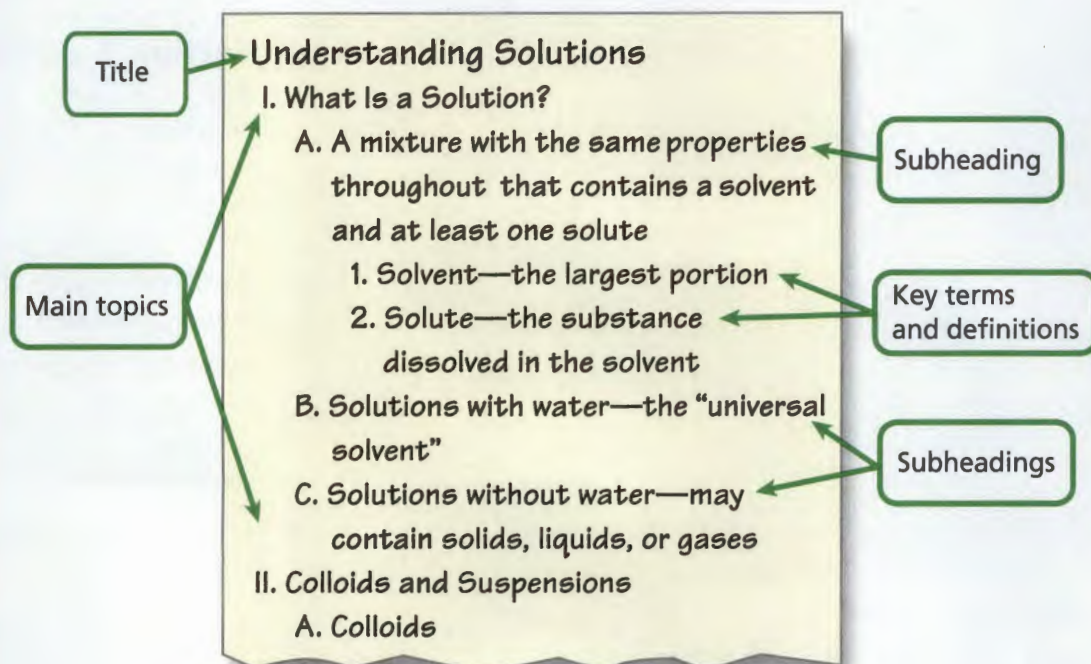 Title
Understanding Solutions
I. What Is a Solution?
A. A mixture with the same properties
throughout that contains a solvent
and at least one solute
Subheading
1. Solvent—the largest portion
2. Solute—the substance
dissolved in the solvent
Main topics
Key terms
and definitions
B. Solutions with water—the “universal
solvent”
C. Solutions without water—may
contain solids, liquids, or gases
Subheadings
II. Colloids and Suspensions
A. Colloids